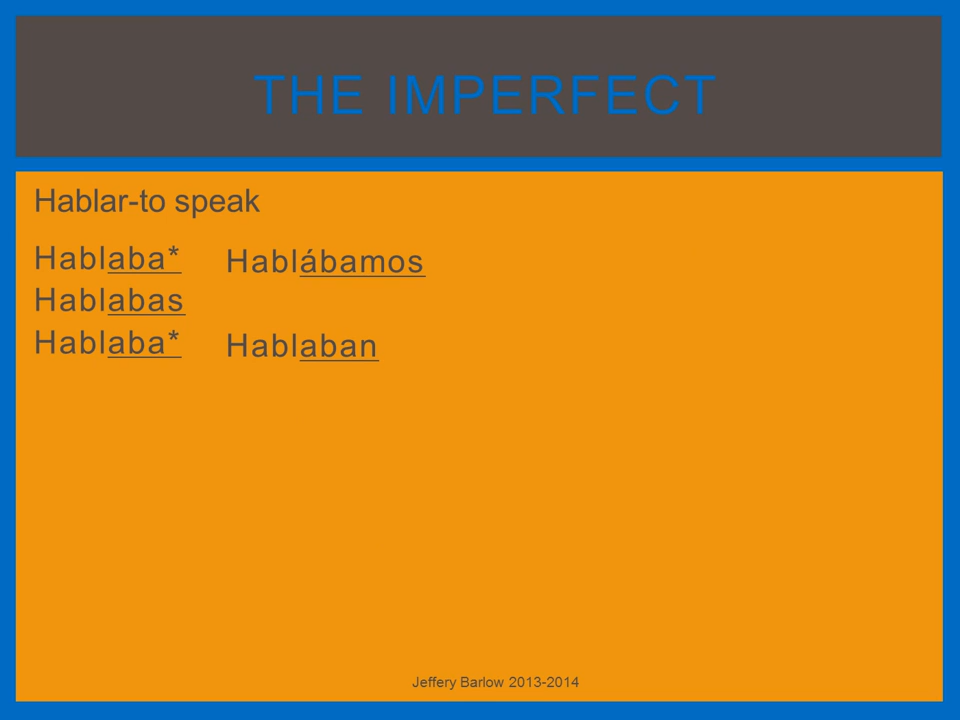 THE IMPERFECT
Hablar-to speak
Hablaba*
Hablabas
Hablaba*
Hablábamos
Hablaban
Jeffery Barlow 2013-2014